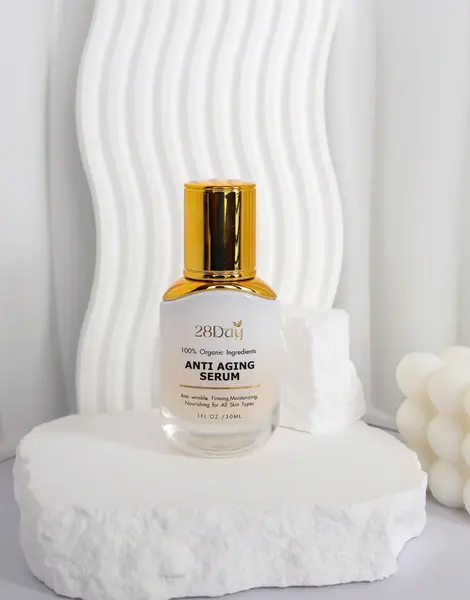 28Day
100% Organic Ingredients
ANTI AGING
SERUM
Anti wrinkle, Firming,Moisturizing,
Nourishing for All Skin Types
1FL OZ /30ML